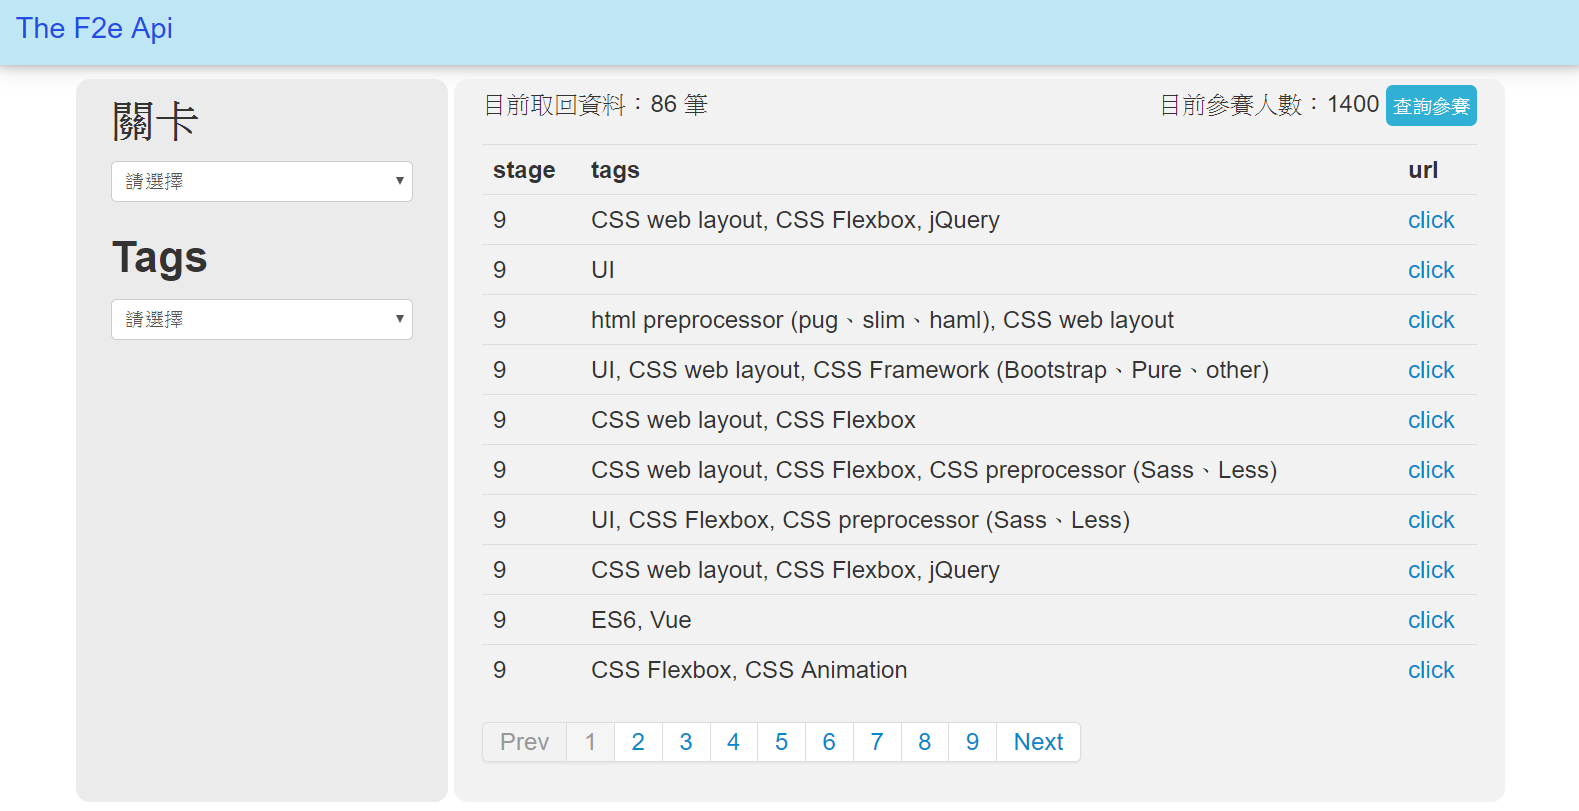 The F2e Api
關卡
請選擇
Tags
請選擇
目前取回資料：86 筆 目前參賽人數：1400 查詢參賽
stage tags url
9 CSS web layout, CSS Flexbox, jQuery click
9 UI click
9 html preprocessor (pug、slim、haml), CSS web layout click
9 UI, CSS web layout, CSS Framework (Bootstrap、Pure、other) click
9 CSS web layout, CSS Flexbox click
9 CSS web layout, CSS Flexbox, CSS preprocessor (Sass、Less) click
9 UI, CSS Flexbox, CSS preprocessor (Sass、Less) click
9 CSS web layout, CSS Flexbox, jQuery click
9 ES6, Vue click
9 CSS Flexbox, CSS Animation click
Prev 1 2 3 4 5 6 7 8 9 Next